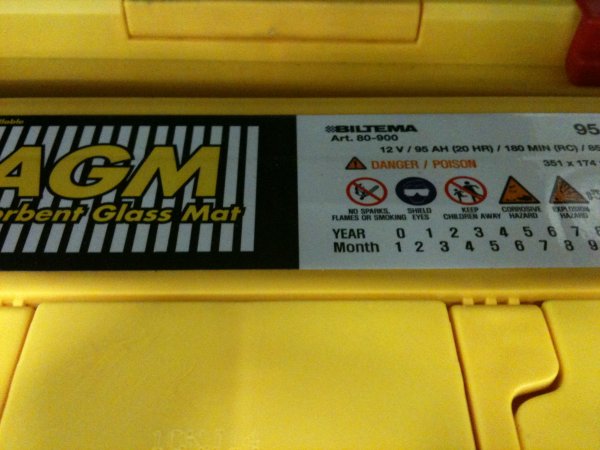 AGM
orbent Glass Mat
BILTEMA 95
Art. 80-900
12 V / 95 AH (20 HR) / 180 MIN (RC) /
DANGER / POISON 351 x 174
NO SPARKS, FLAMES OR SMOKING
SHIELD EYES
KEEP CHILDREN AWAY
CORROSIVE HAZARD
EXPLOSION HAZARD
YEAR 0 1 2 3 4 5 6 7 8
Month 1 2 3 4 5 6 7 8 9